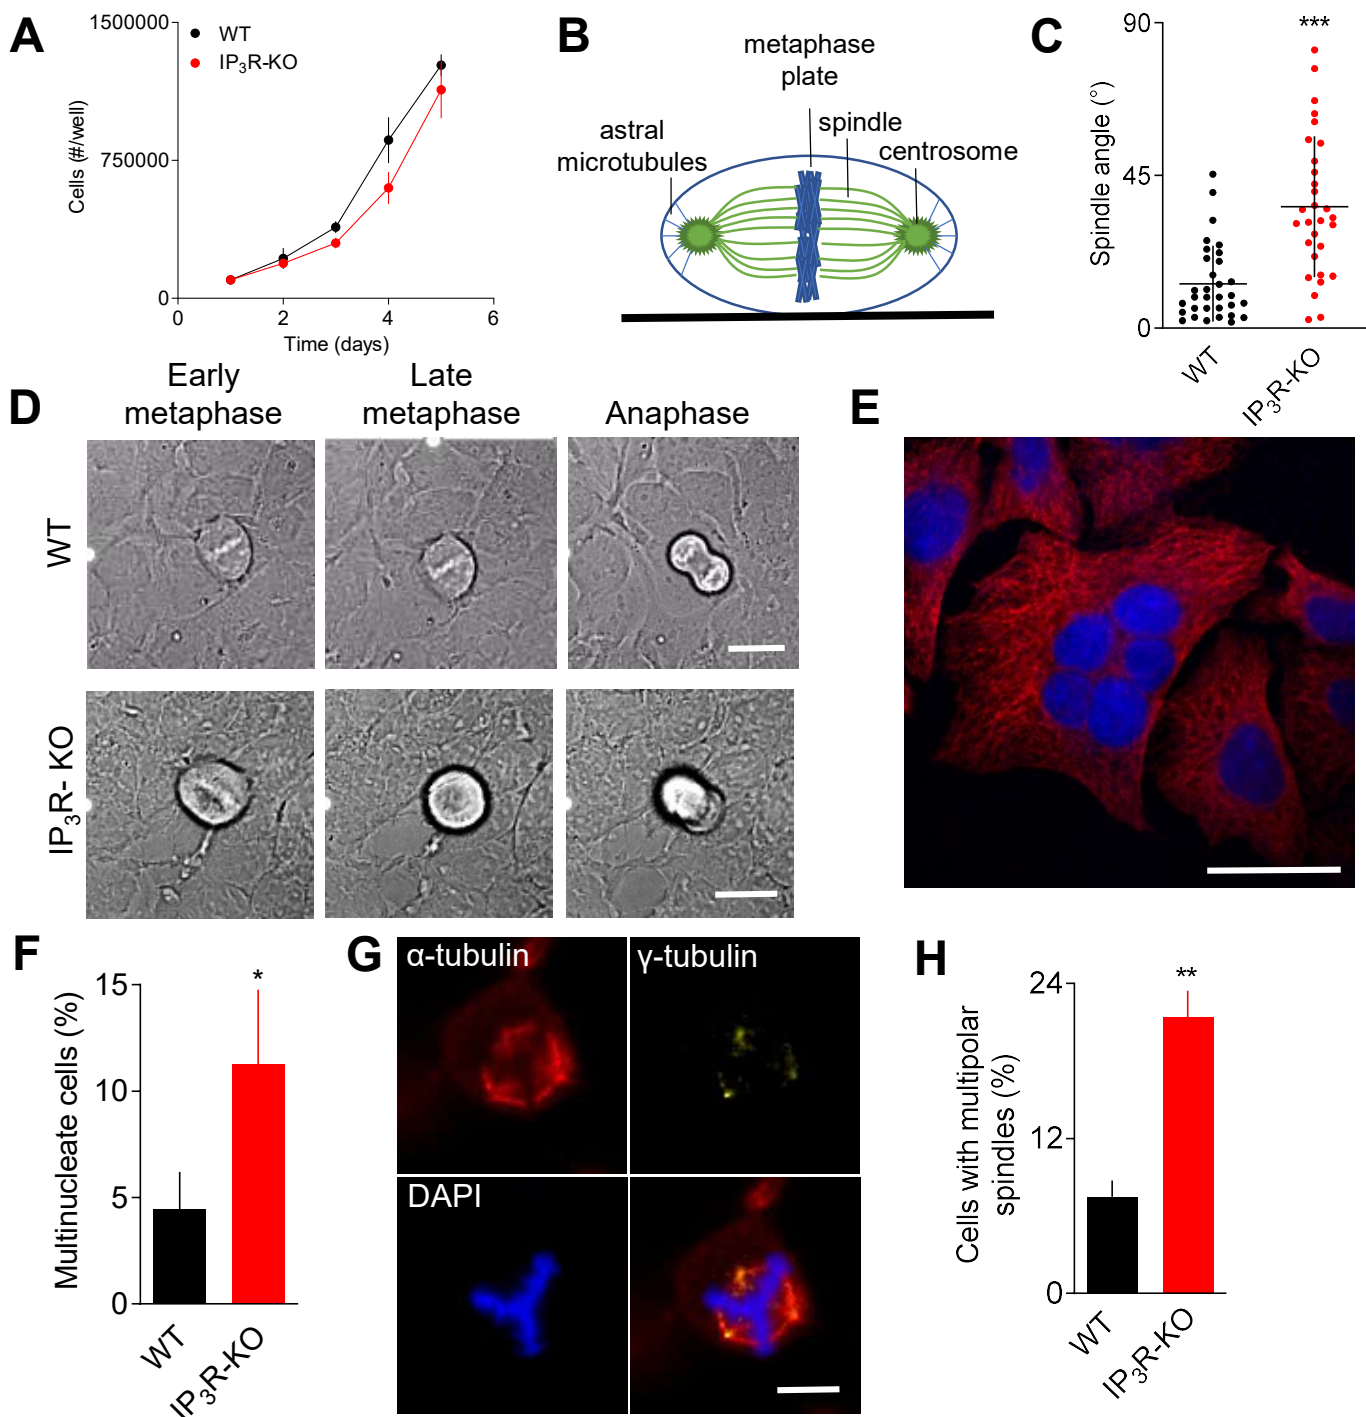 A
1500000
750000
0
Cells (#/well)
WT
IP₃R-KO
0 2 4 6
Time (days)
B
metaphase
plate
astral
microtubules
spindle
centrosome
C
***
90
45
0
Spindle angle (°)
WT
IP₃R-KO
D
Early
metaphase
Late
metaphase
Anaphase
WT
IP₃R- KO
E
F
*
15
10
5
0
Multinucleate cells (%)
WT
IP₃R-KO
G
α-tubulin
γ-tubulin
DAPI
H
**
24
12
0
Cells with multipolar
spindles (%)
WT
IP₃R-KO